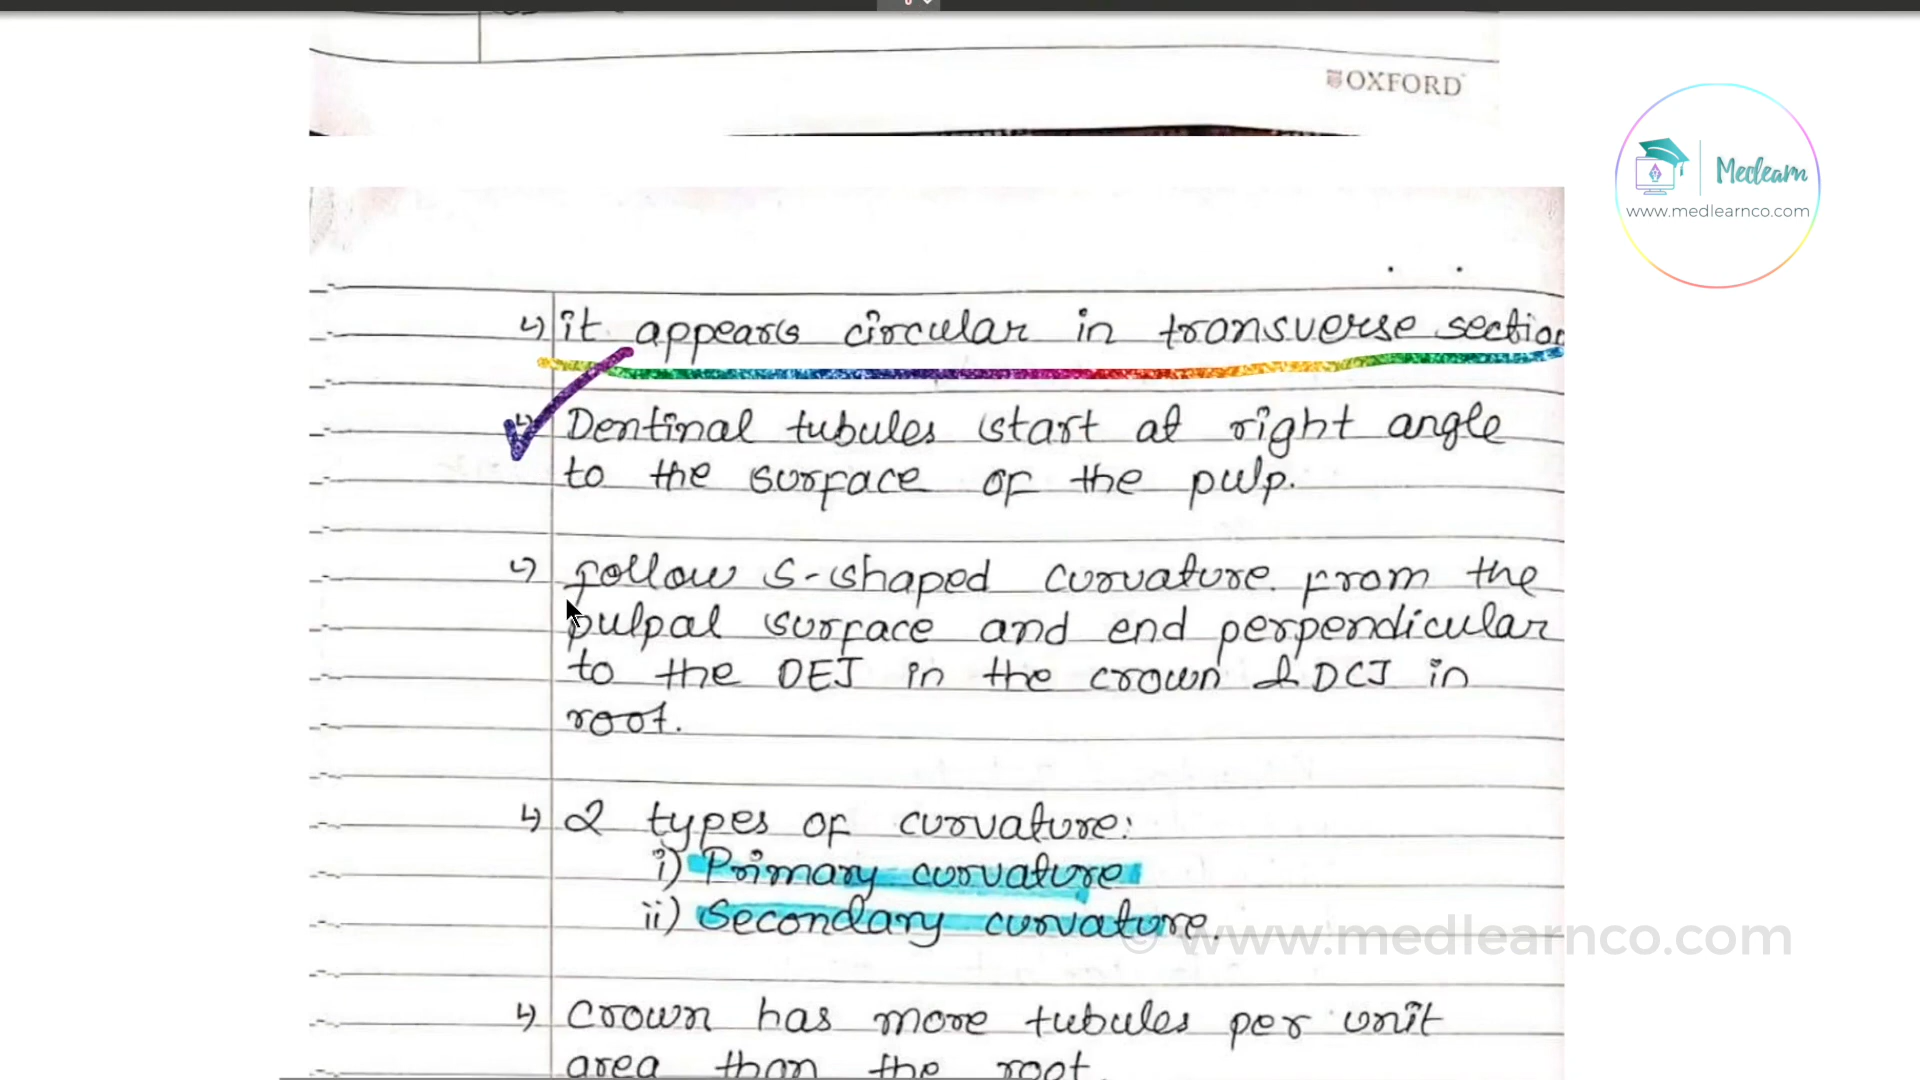 OXFORD
Medlearn
www.medlearnco.com
it appears circular in transverse section
Dentinal tubules start at right angle
to the surface of the pulp.
follow S-shaped curvature from the
pulpal surface and end perpendicular
to the DEJ in the crown & DCJ in
root.
2 types of curvature:
i) Primary curvature
ii) Secondary curvature.
© www.medlearnco.com
crown has more tubules per unit
area than the root.